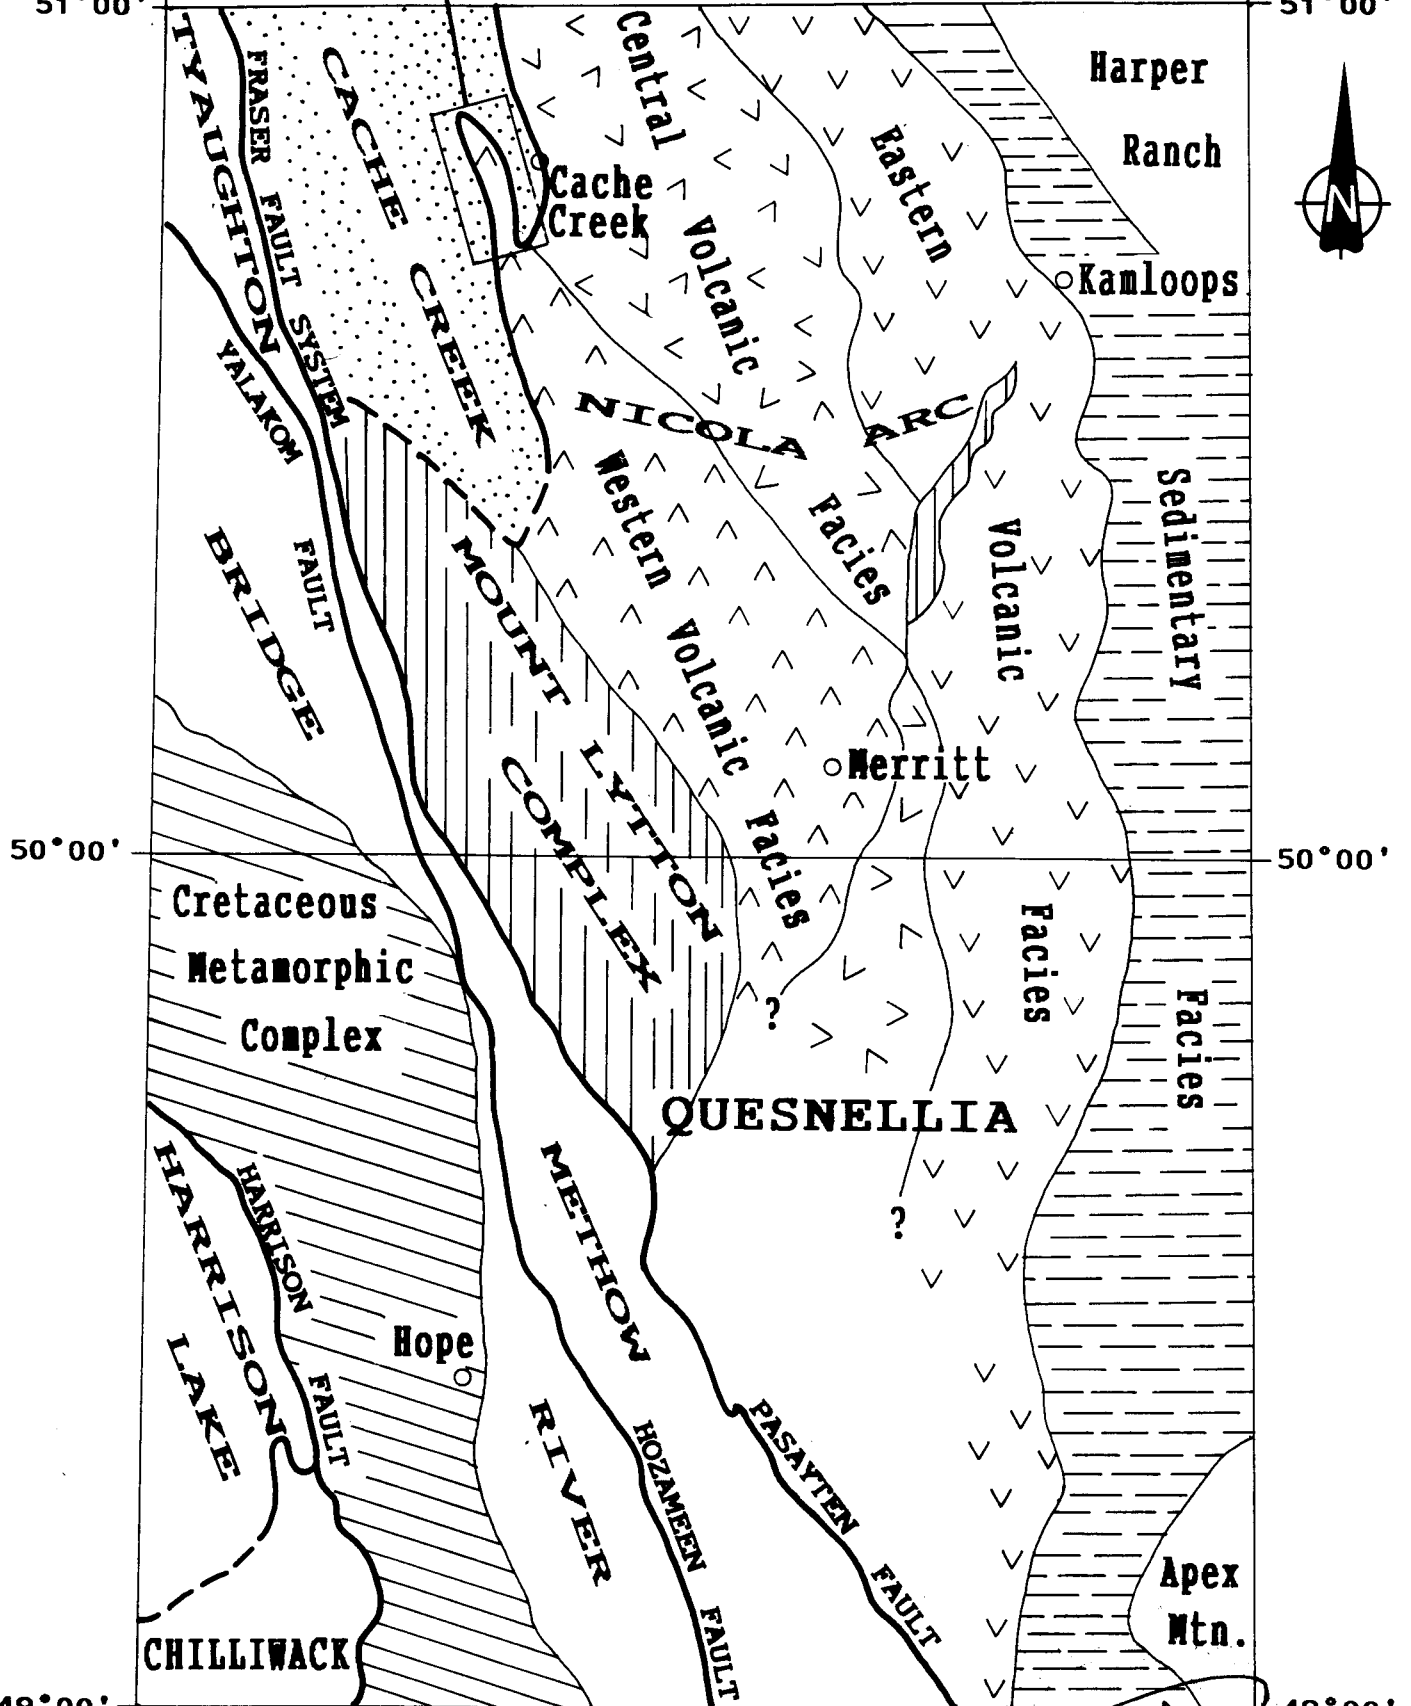 51°00'
51°00'
TYAUGHTON
FRASER FAULT SYSTEM
CACHE CREEK
Central Volcanic Facies
Eastern Volcanic Facies
Harper
Ranch
N
Cache
Creek
Kamloops
YALAKOM FAULT
NICOLA ARC
Western Volcanic Facies
Sedimentary Facies
BRIDGE RIVER
MOUNT LYTTON
COMPLEX
Merritt
50°00'
50°00'
Cretaceous
Metamorphic
Complex
?
QUESNELLIA
?
HARRISON LAKE
HARRISON FAULT
METHOW
Hope
HOZAMEEN FAULT
PASAYTEN FAULT
Apex
Mtn.
CHILLIWACK